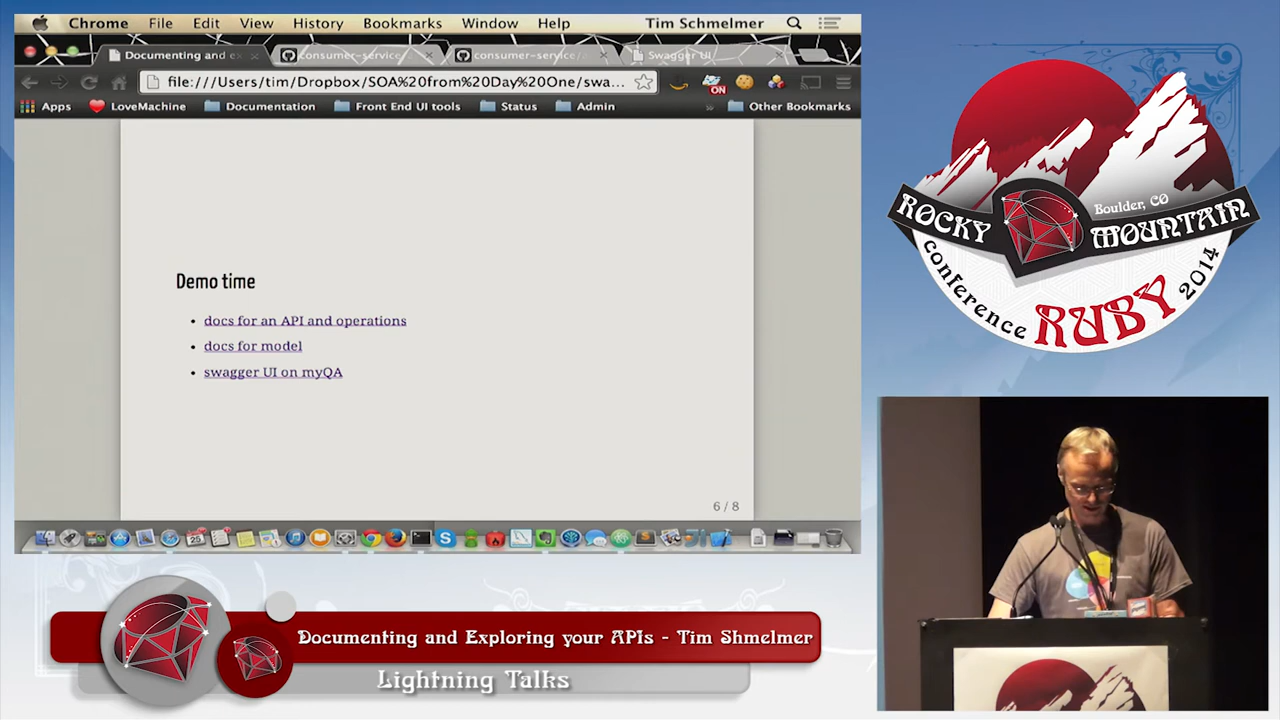 Chrome File Edit View History Bookmarks Window Help Tim Schmelmer
Documenting and ex consumer-service consumer-service/ Swagger UI
file:///Users/tim/Dropbox/SOA%20from%20Day%20One/swa...
ON
Apps LoveMachine Documentation Front End UI tools Status Admin » Other Bookmarks
Demo time
• docs for an API and operations
• docs for model
• swagger UI on myQA
6 / 8
ROCKY MOUNTAIN
Boulder, CO
conference RUBY 2014
Documenting and Exploring your APIs - Tim Shmelmer
Lightning Talks